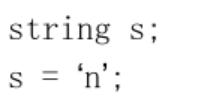 string s;
s = ‘n’;